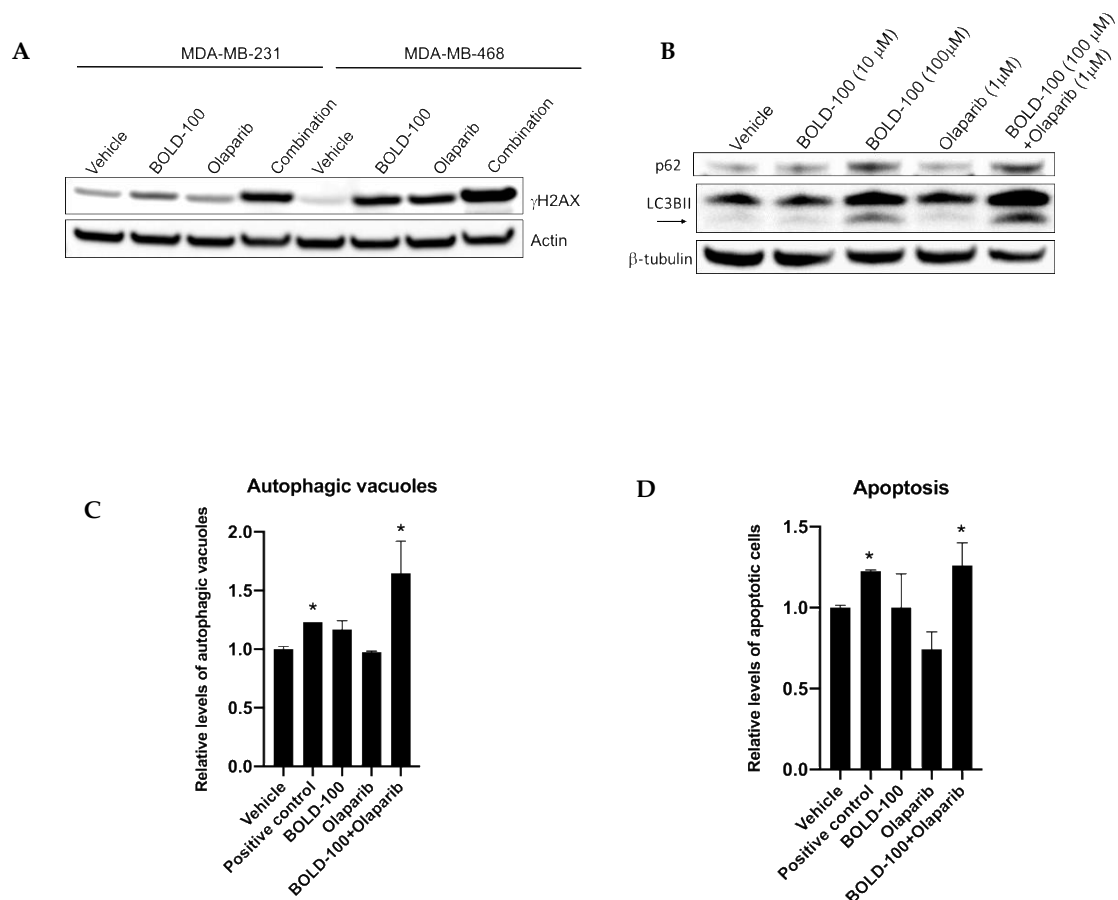 A
MDA-MB-231 MDA-MB-468
Vehicle BOLD-100 Olaparib Combination Vehicle BOLD-100 Olaparib Combination
γH2AX
Actin
B
Vehicle BOLD-100 (10 μM) BOLD-100 (100μM) Olaparib (1μM) BOLD-100 (100 μM)
+Olaparib (1μM)
p62
LC3BII
β-tubulin
C
Autophagic vacuoles
Relative levels of autophagic vacuoles
2.0
1.5
1.0
0.5
0.0
* *
Vehicle
Positive control
BOLD-100
Olaparib
BOLD-100+Olaparib
D
Apoptosis
Relative levels of apoptotic cells
1.5
1.0
0.5
0.0
* *
Vehicle
Positive control
BOLD-100
Olaparib
BOLD-100+Olaparib